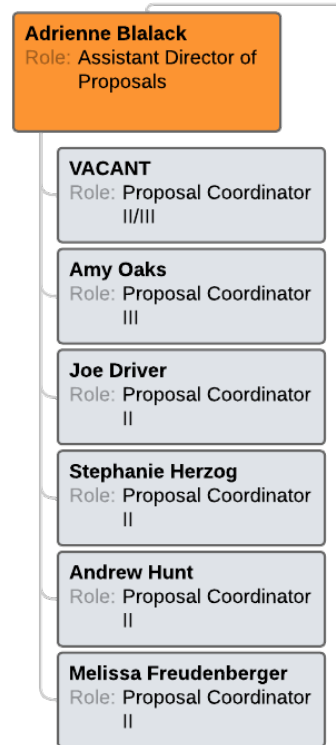 Adrienne Blalack
Role: Assistant Director of
Proposals
VACANT
Role: Proposal Coordinator
II/III
Amy Oaks
Role: Proposal Coordinator
III
Joe Driver
Role: Proposal Coordinator
II
Stephanie Herzog
Role: Proposal Coordinator
II
Andrew Hunt
Role: Proposal Coordinator
II
Melissa Freudenberger
Role: Proposal Coordinator
II